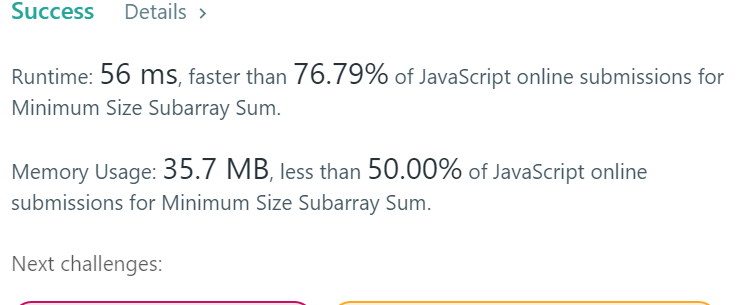 Success Details >
Runtime: 56 ms, faster than 76.79% of JavaScript online submissions for
Minimum Size Subarray Sum.
Memory Usage: 35.7 MB, less than 50.00% of JavaScript online
submissions for Minimum Size Subarray Sum.
Next challenges: